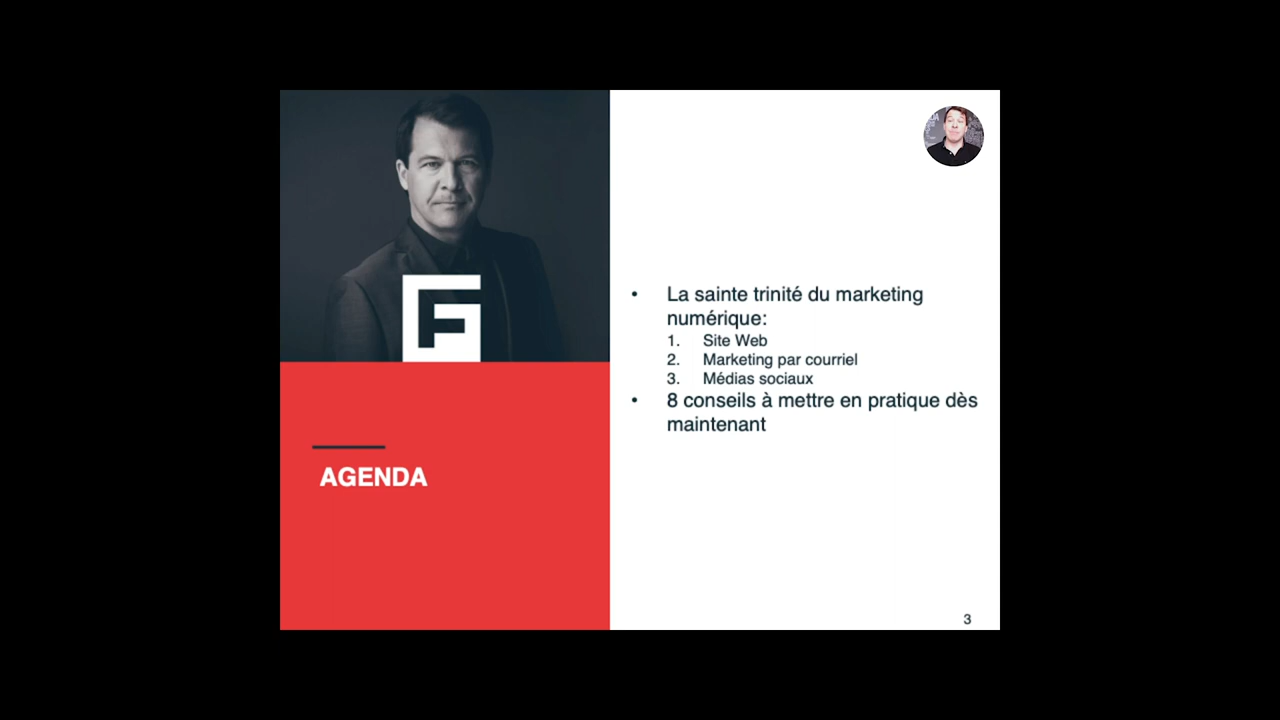 AGENDA
• La sainte trinité du marketing
numérique:
1. Site Web
2. Marketing par courriel
3. Médias sociaux
• 8 conseils à mettre en pratique dès
maintenant
3